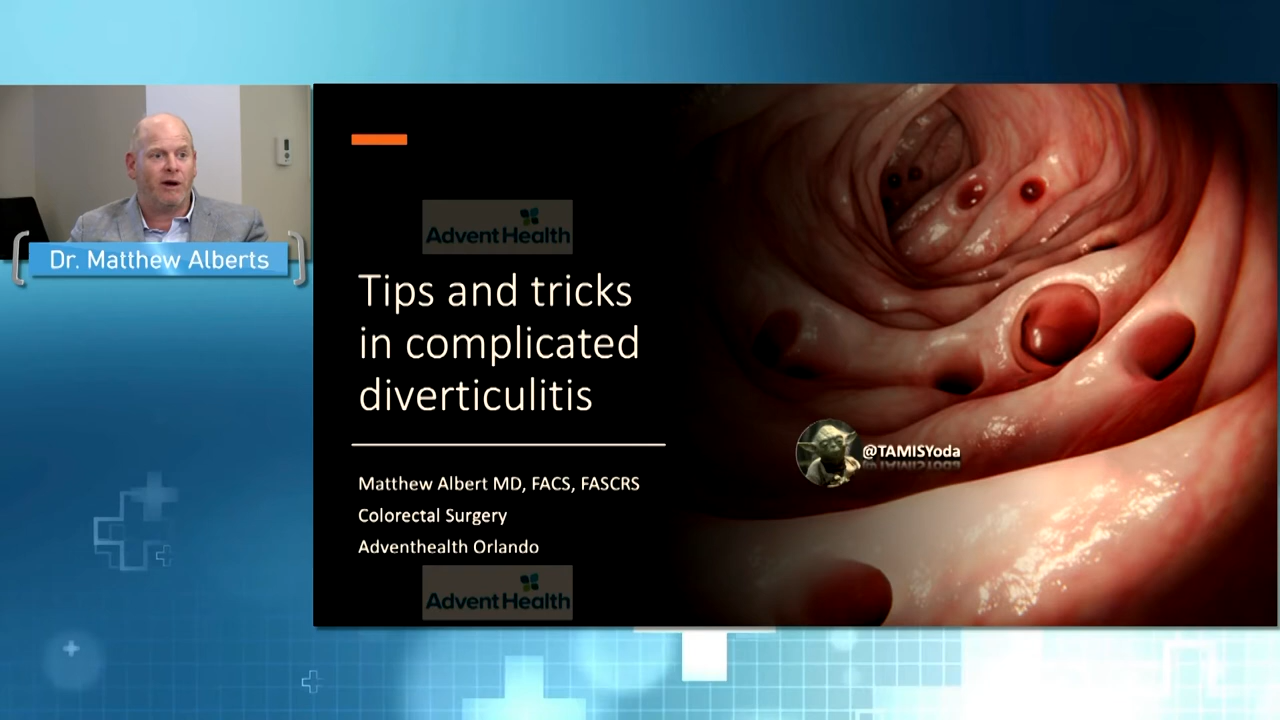 Dr. Matthew Alberts
AdventHealth
Tips and tricks
in complicated
diverticulitis
@TAMISYoda
Matthew Albert MD, FACS, FASCRS
Colorectal Surgery
Adventhealth Orlando
AdventHealth